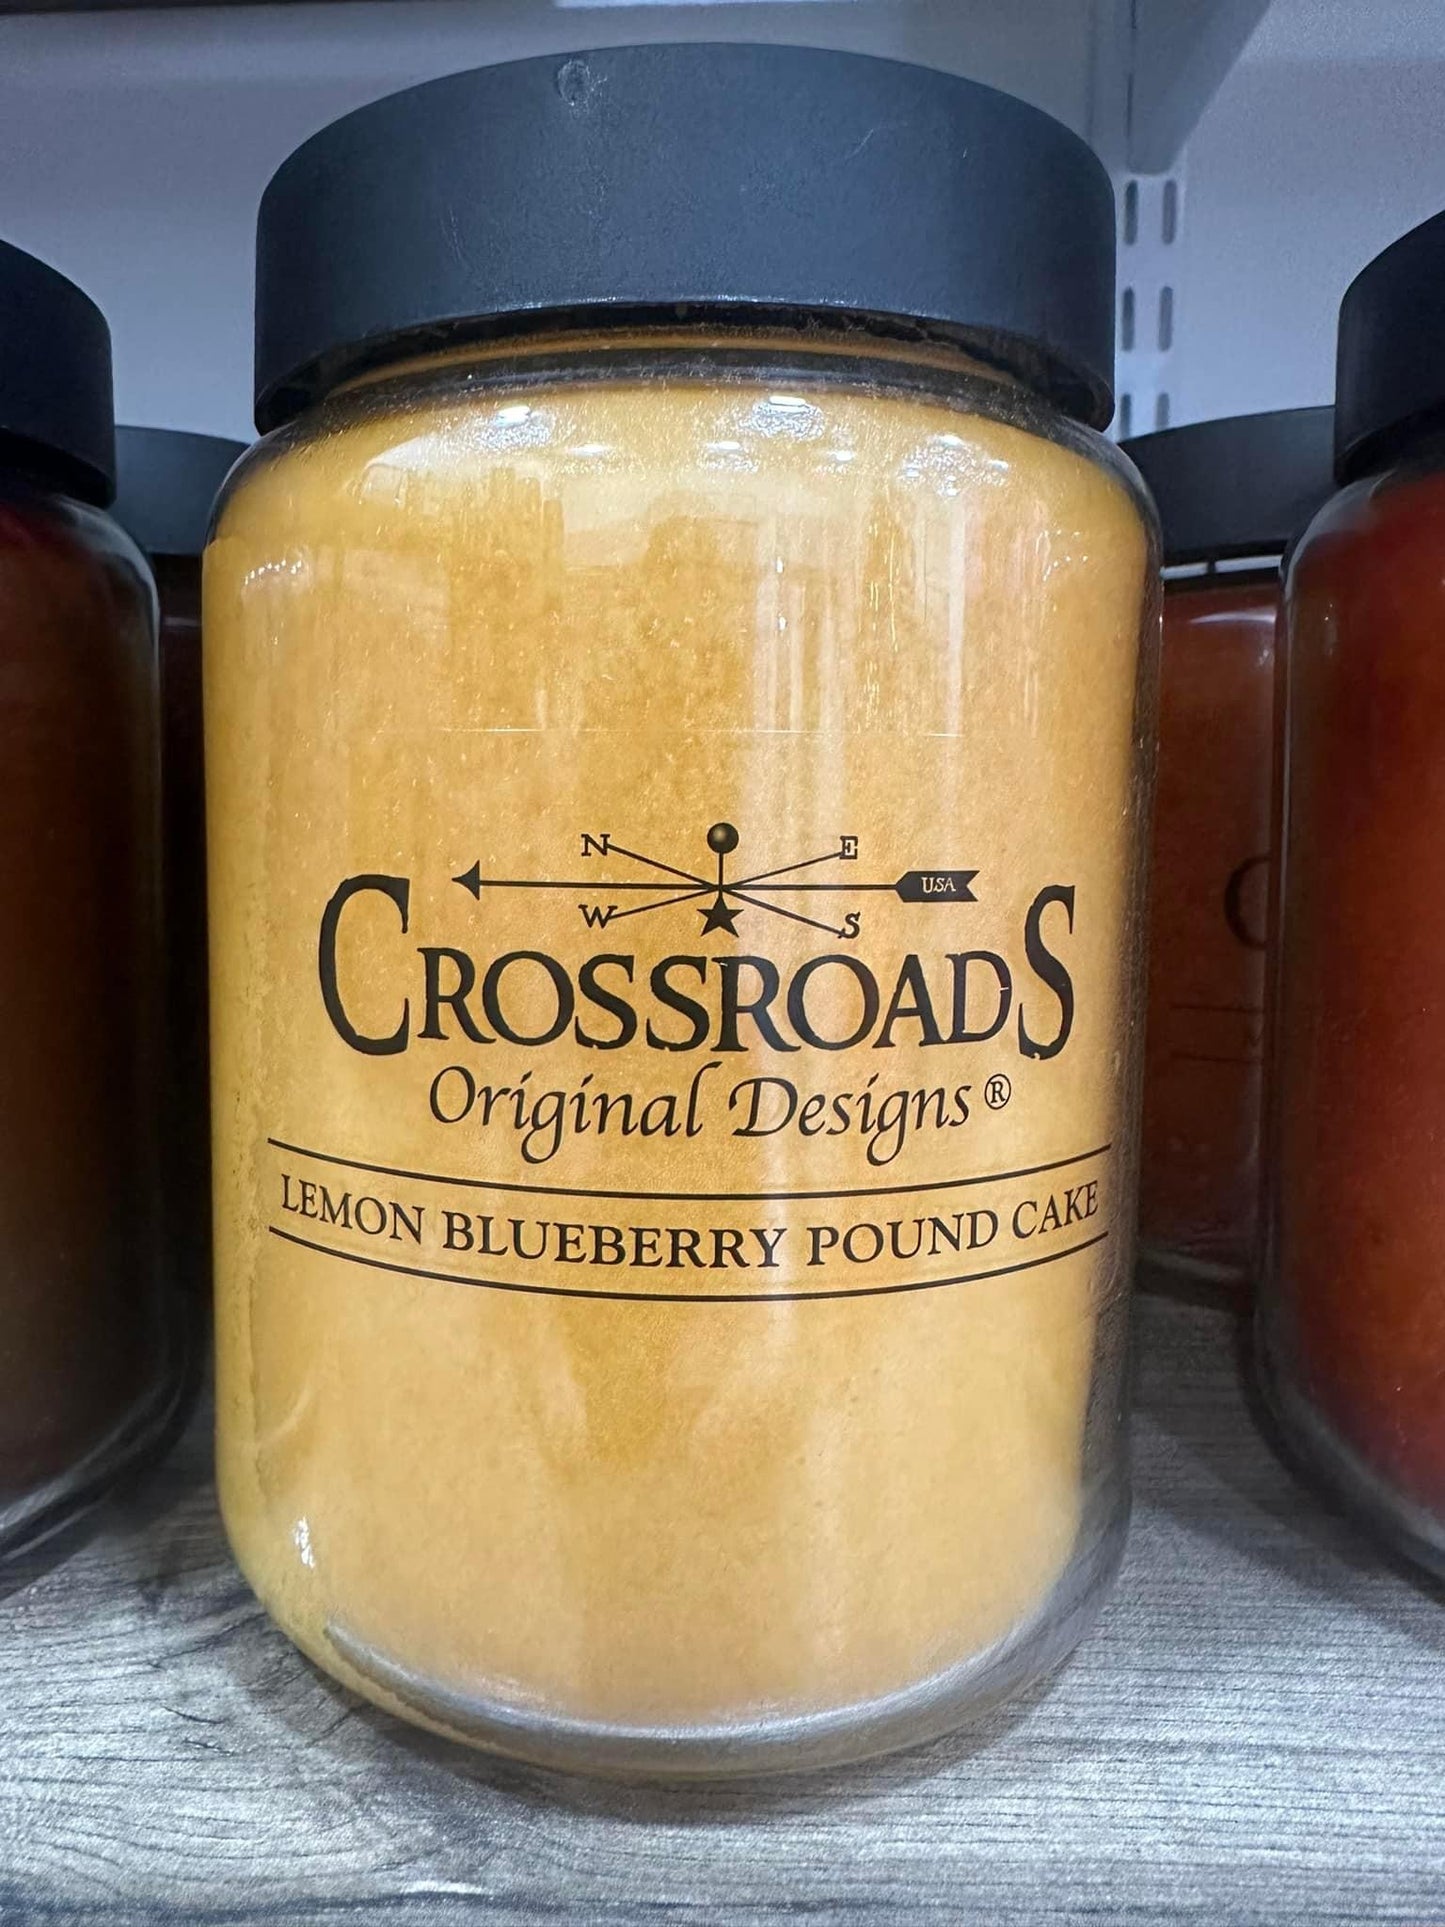 N E
USA
W S
CROSSROADS
Original Designs®
LEMON BLUEBERRY POUND CAKE
C